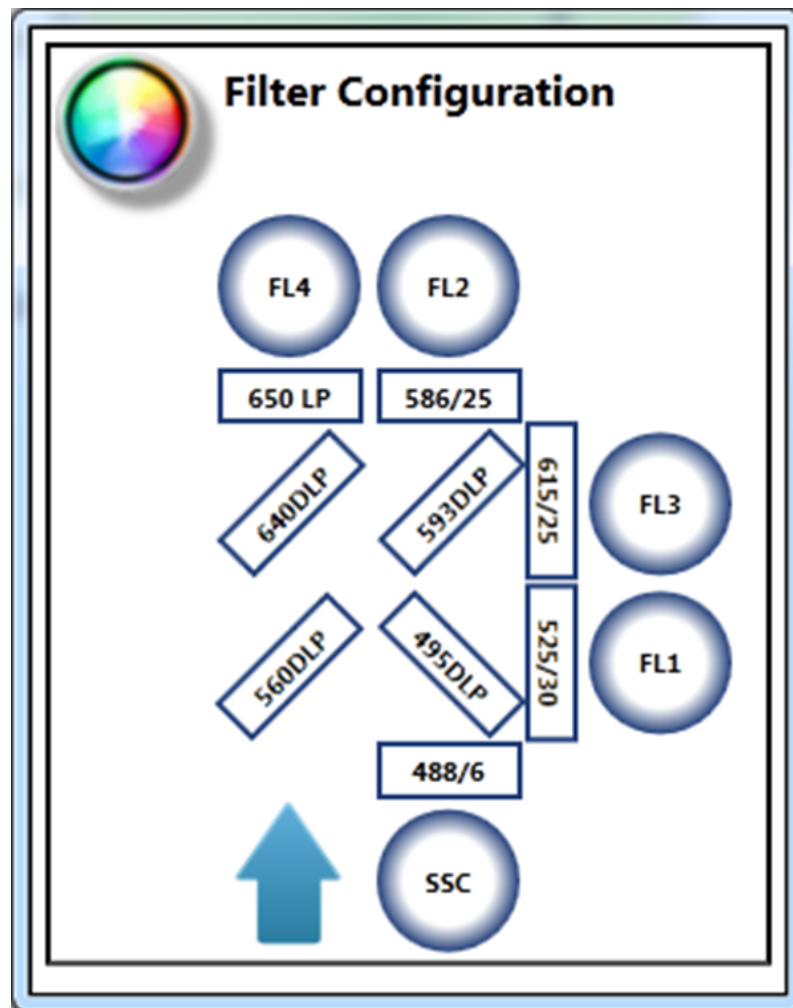 Filter Configuration
FL4
FL2
650 LP
586/25
640DLP
593DLP
615/25
FL3
560DLP
495DLP
525/30
FL1
488/6
SSC